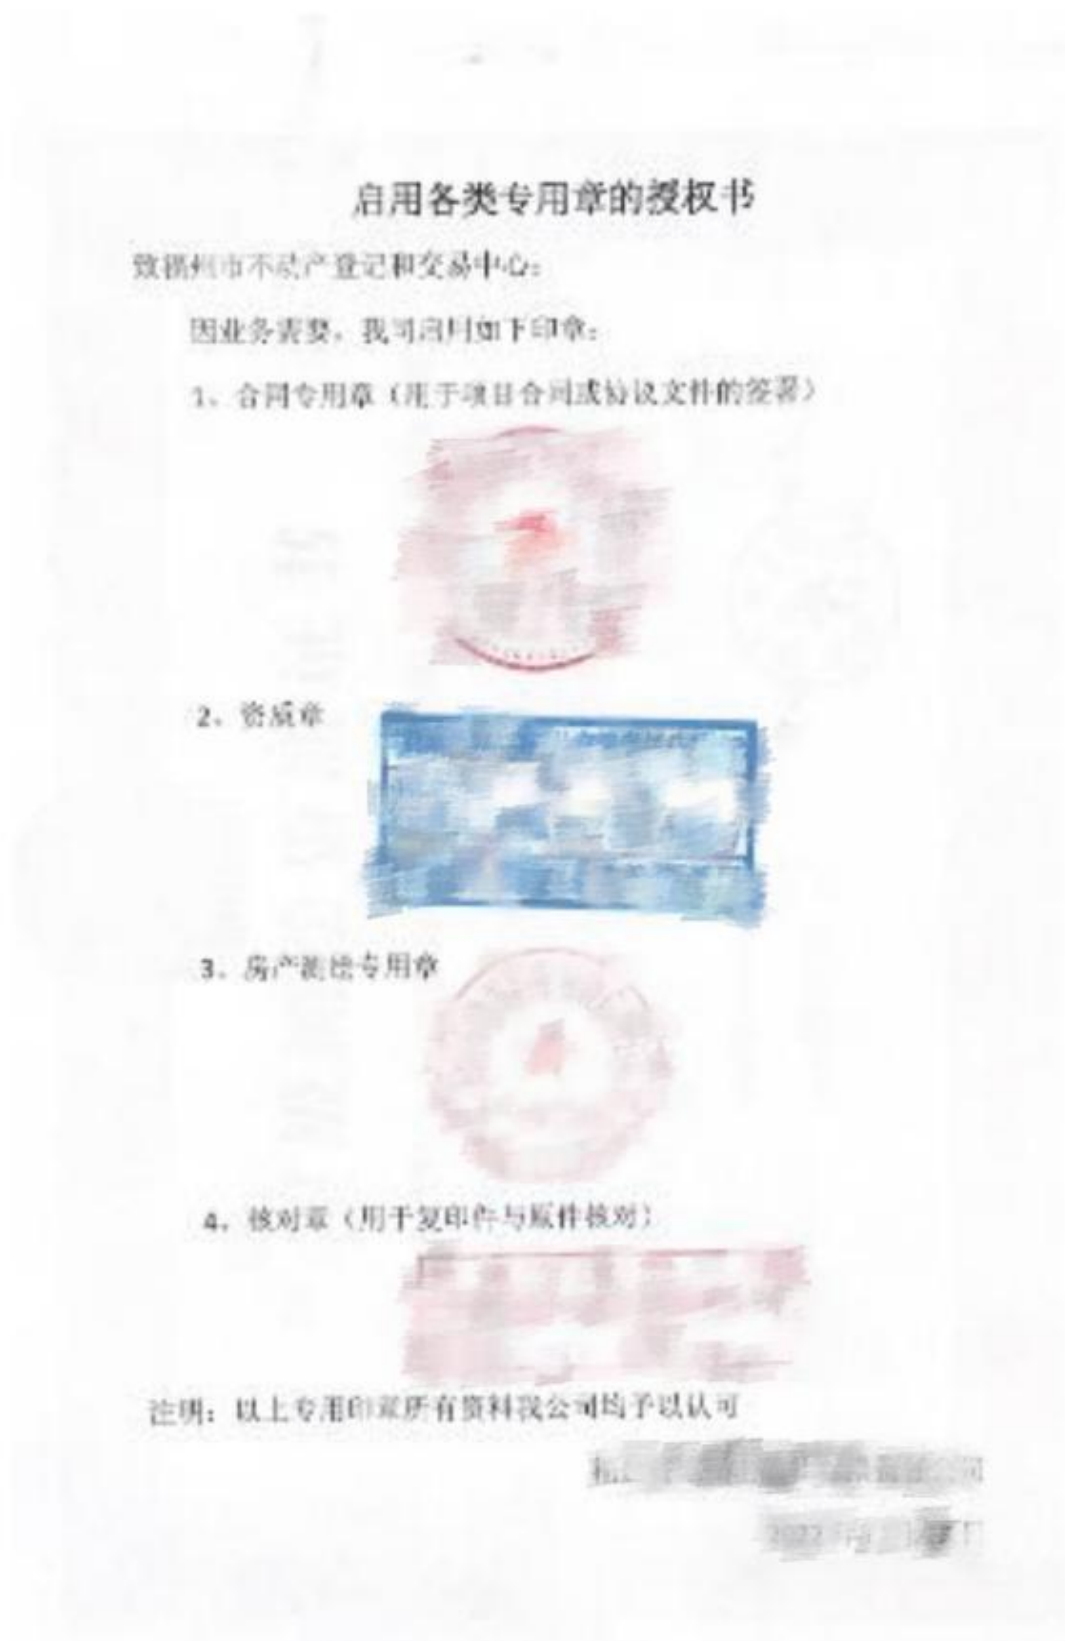 启用各类专用章的授权书
致福州市不动产登记和交易中心：
因业务需要，我司启用如下印章：
1、合同专用章（用于项目合同或协议文件的签署）
2、资质章
3、房产测绘专用章
4、核对章（用于复印件与原件核对）
注明：以上专用印章所有资料我公司均予以认可